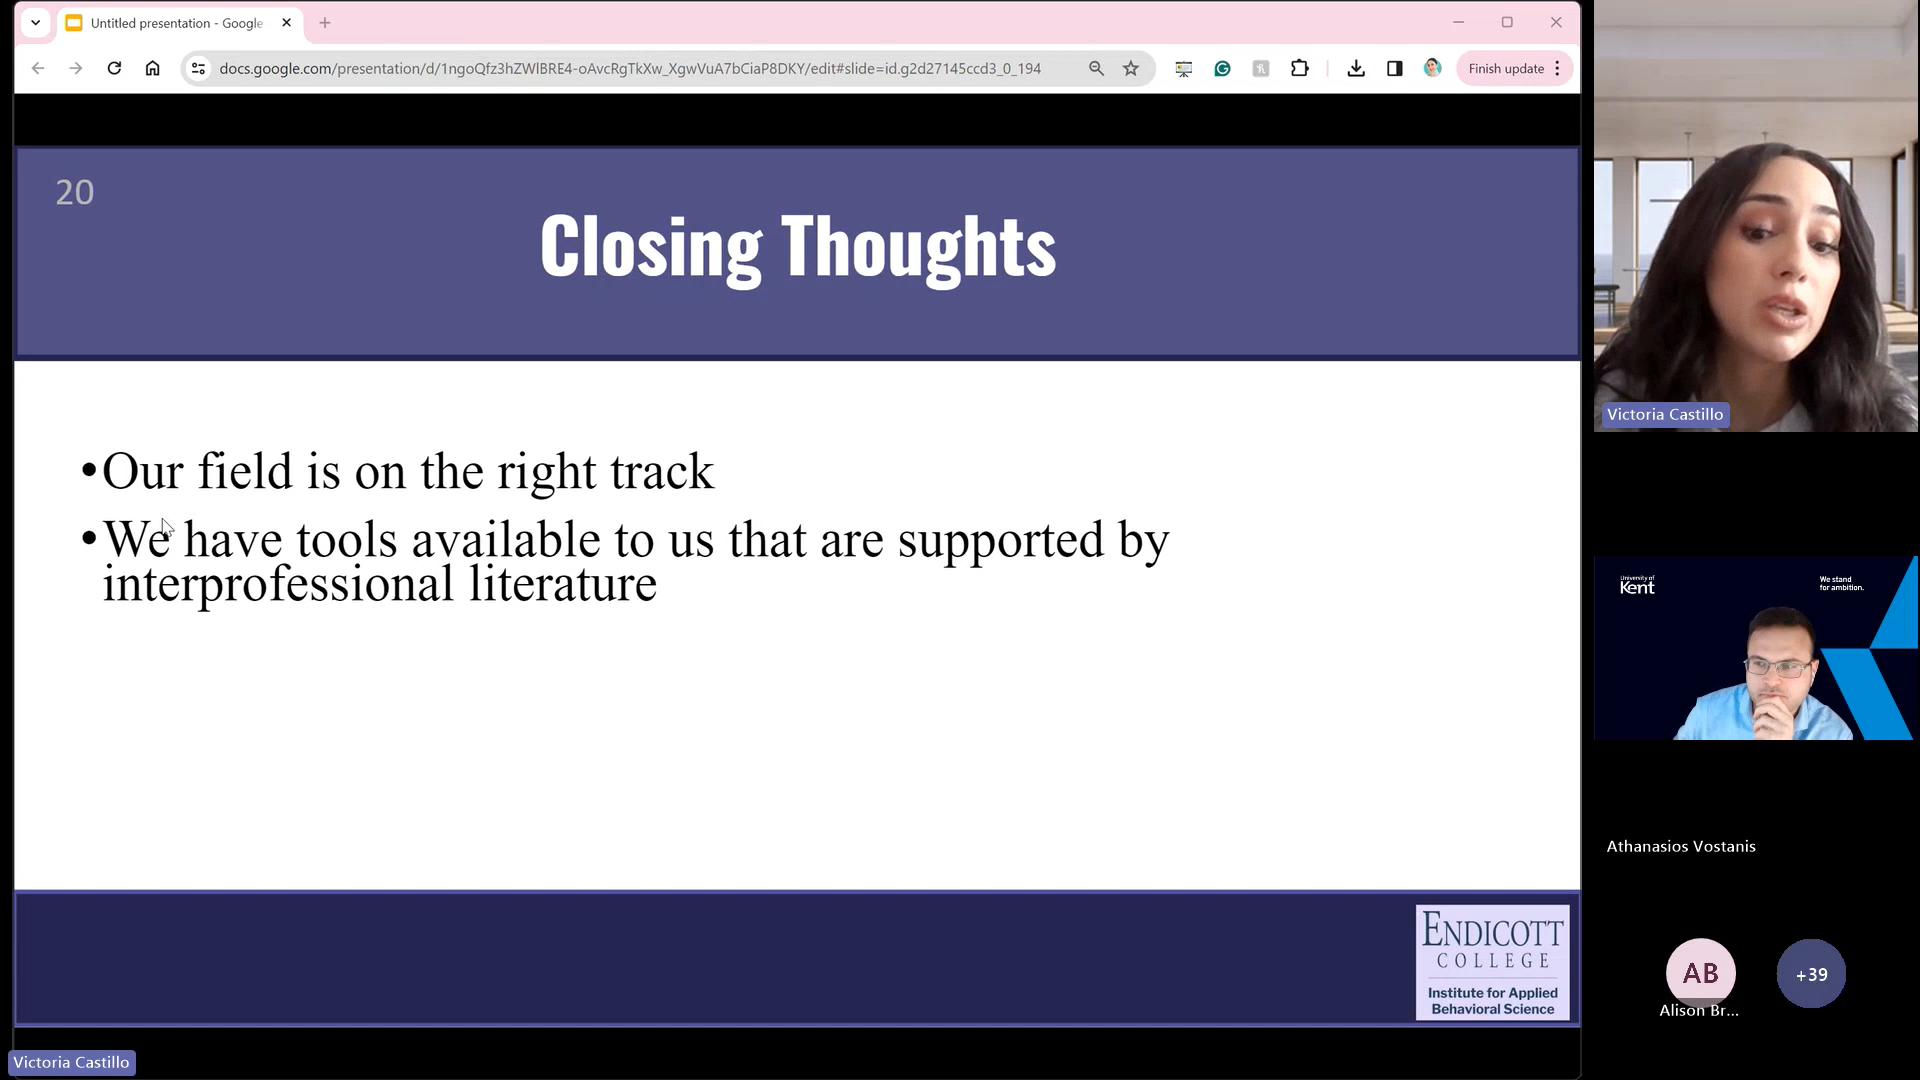 Untitled presentation - Google
docs.google.com/presentation/d/1ngoQfz3hZWlBRE4-oAvcRgTkXw_XgwVuA7bCiaP8DKY/edit#slide=id.g2d27145ccd3_0_194
Finish update
20
Closing Thoughts
•Our field is on the right track
•We have tools available to us that are supported by
interprofessional literature
ENDICOTT
COLLEGE
Institute for Applied
Behavioral Science
Victoria Castillo
Victoria Castillo
University of
Kent
We stand
for ambition.
Athanasios Vostanis
AB
Alison Br...
+39